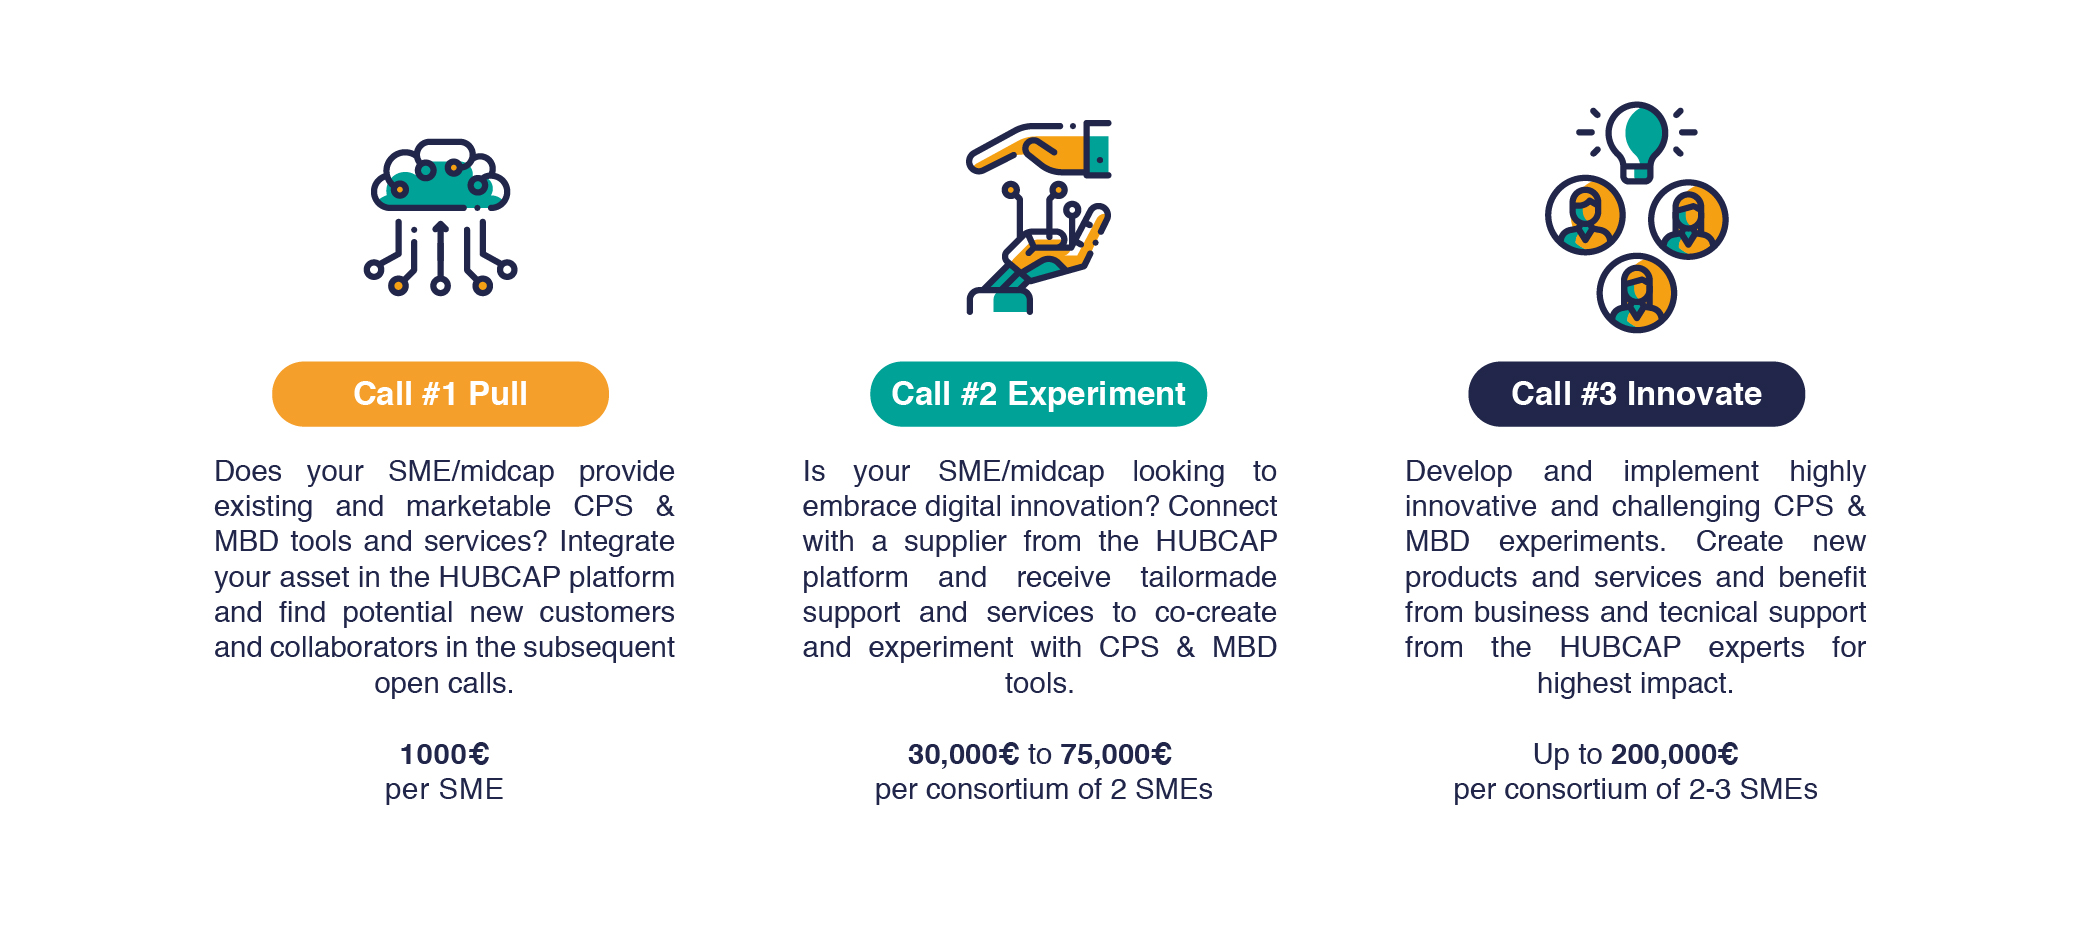 Call #1 Pull
Does your SME/midcap provide
existing and marketable CPS &
MBD tools and services? Integrate
your asset in the HUBCAP platform
and find potential new customers
and collaborators in the subsequent
open calls.
1000€
per SME
Call #2 Experiment
Is your SME/midcap looking to
embrace digital innovation? Connect
with a supplier from the HUBCAP
platform and receive tailormade
support and services to co-create
and experiment with CPS & MBD
tools.
30,000€ to 75,000€
per consortium of 2 SMEs
Call #3 Innovate
Develop and implement highly
innovative and challenging CPS &
MBD experiments. Create new
products and services and benefit
from business and tecnical support
from the HUBCAP experts for
highest impact.
Up to 200,000€
per consortium of 2-3 SMEs